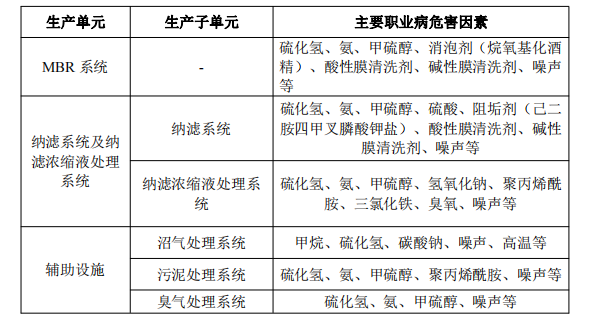 生产单元 生产子单元 主要职业病危害因素
MBR 系统 - 硫化氢、氨、甲硫醇、消泡剂（烷氧基化酒
精）、酸性膜清洗剂、碱性膜清洗剂、噪声
等
纳滤系统及纳
滤浓缩液处理
系统
纳滤系统
硫化氢、氨、甲硫醇、硫酸、阻垢剂（己二
胺四甲叉膦酸钾盐）、酸性膜清洗剂、碱性
膜清洗剂、噪声等
纳滤浓缩液处理系
统
硫化氢、氨、甲硫醇、氢氧化钠、聚丙烯酰
胺、三氯化铁、臭氧、噪声等
辅助设施
沼气处理系统 甲烷、硫化氢、碳酸钠、噪声、高温等
污泥处理系统 硫化氢、氨、甲硫醇、聚丙烯酰胺、噪声等
臭气处理系统 硫化氢、氨、甲硫醇、噪声等